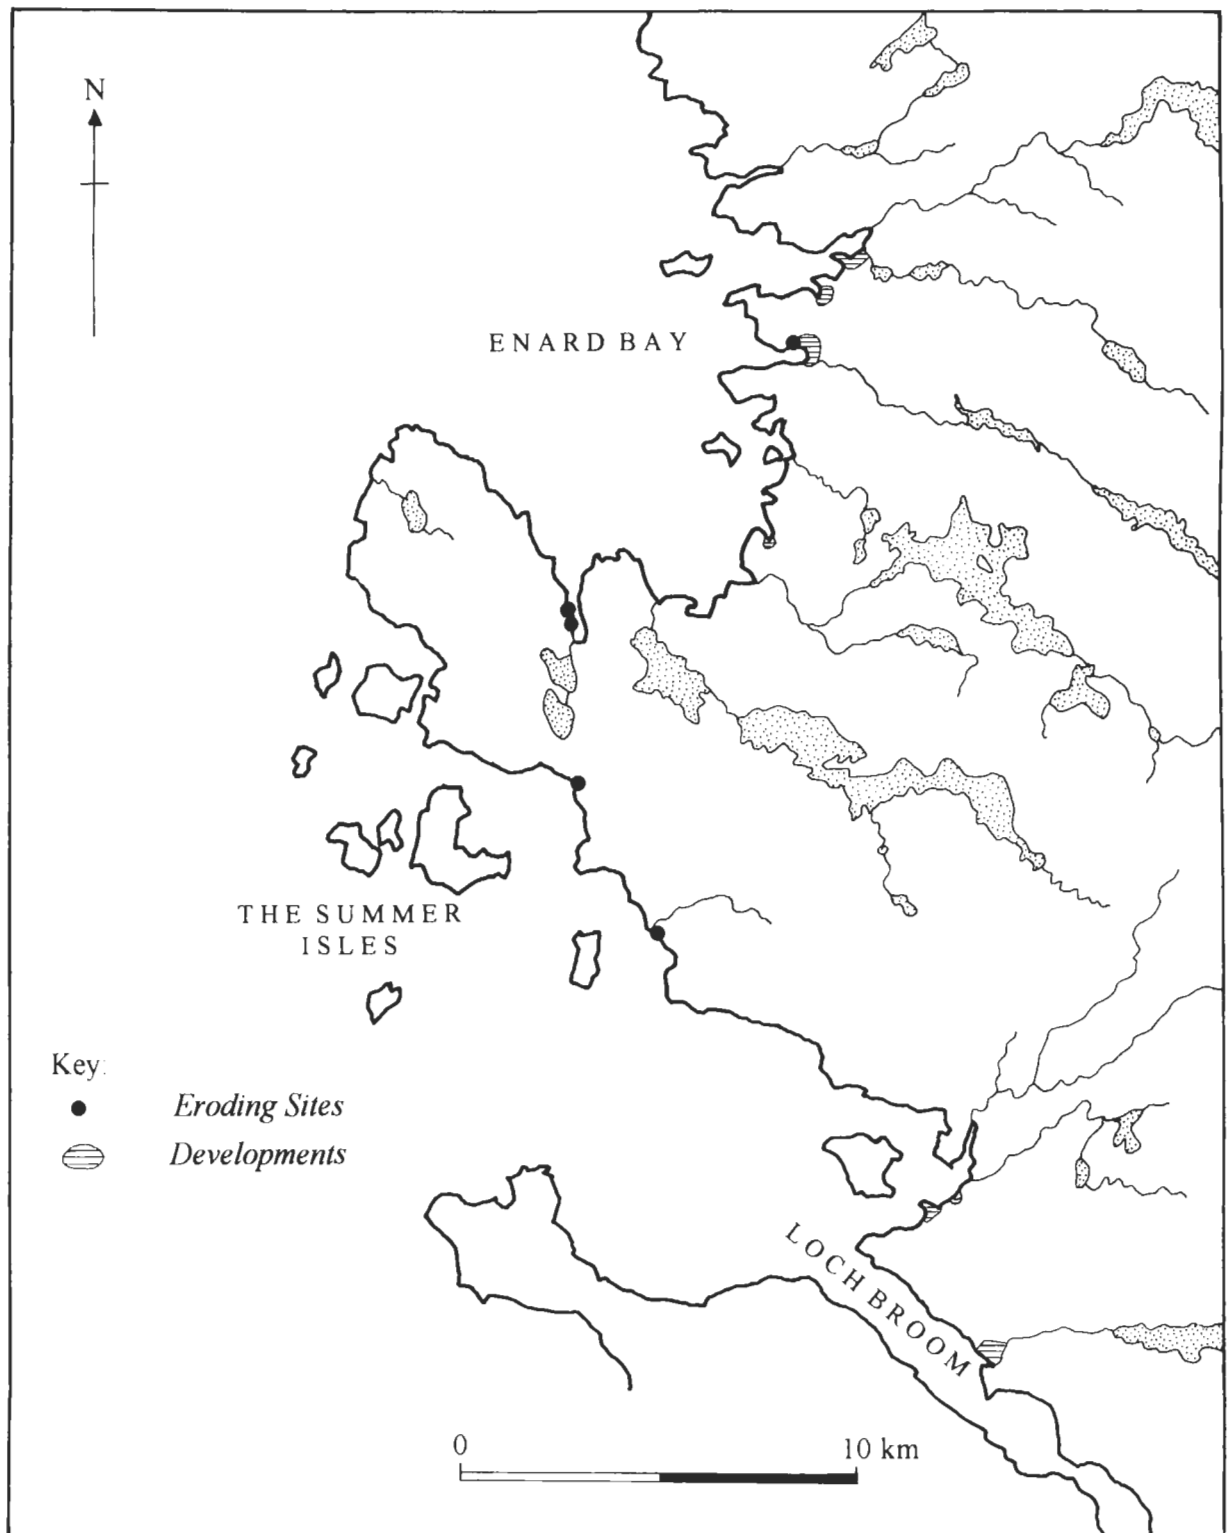 N
ENARD BAY
THE SUMMER
ISLES
Key:
Eroding Sites
Developments
LOCH BROOM
0 10 km